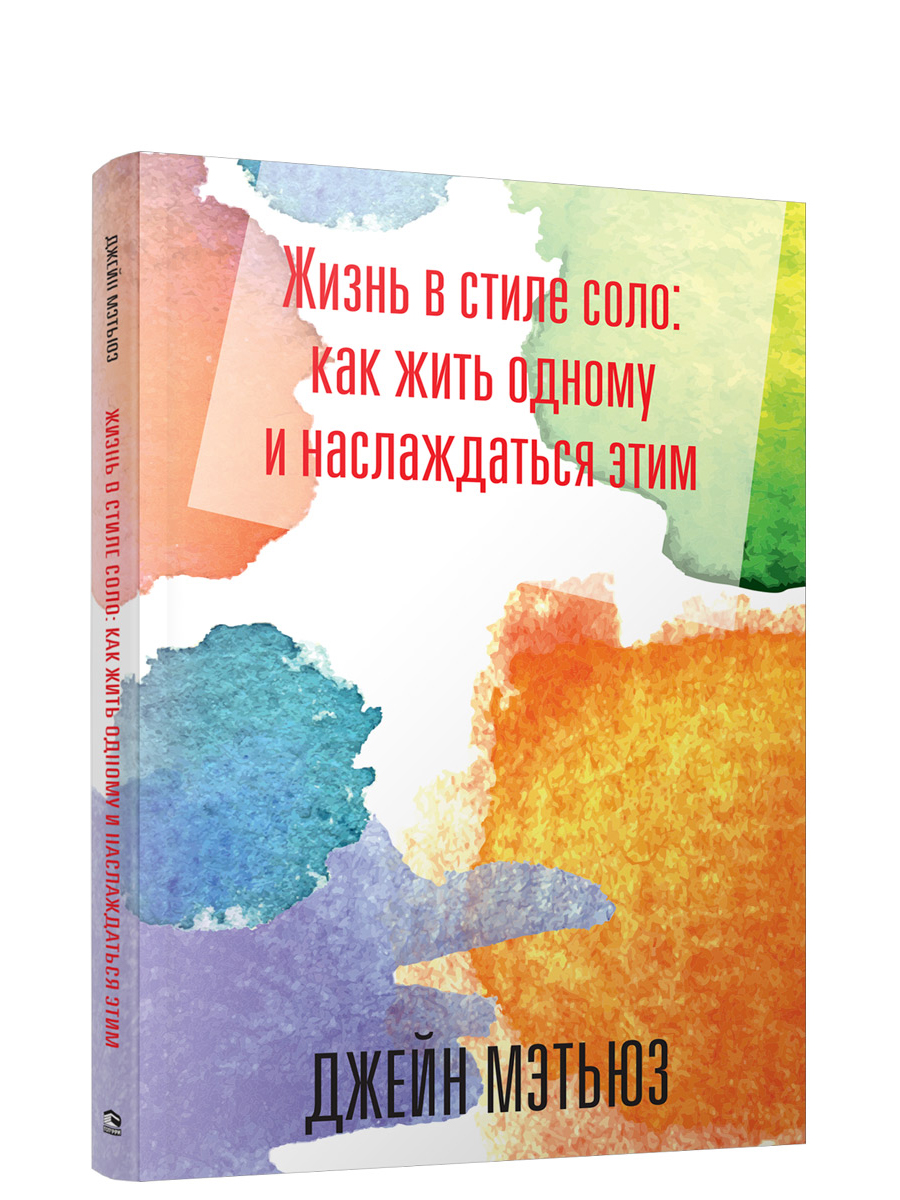 Жизнь в стиле соло:
как жить одному
и наслаждаться этим
ДЖЕЙН МЭТЬЮЗ
ДЖЕЙН МЭТЬЮЗ
ЖИЗНЬ В СТИЛЕ СОЛО: КАК ЖИТЬ ОДНОМУ И НАСЛАЖДАТЬСЯ ЭТИМ